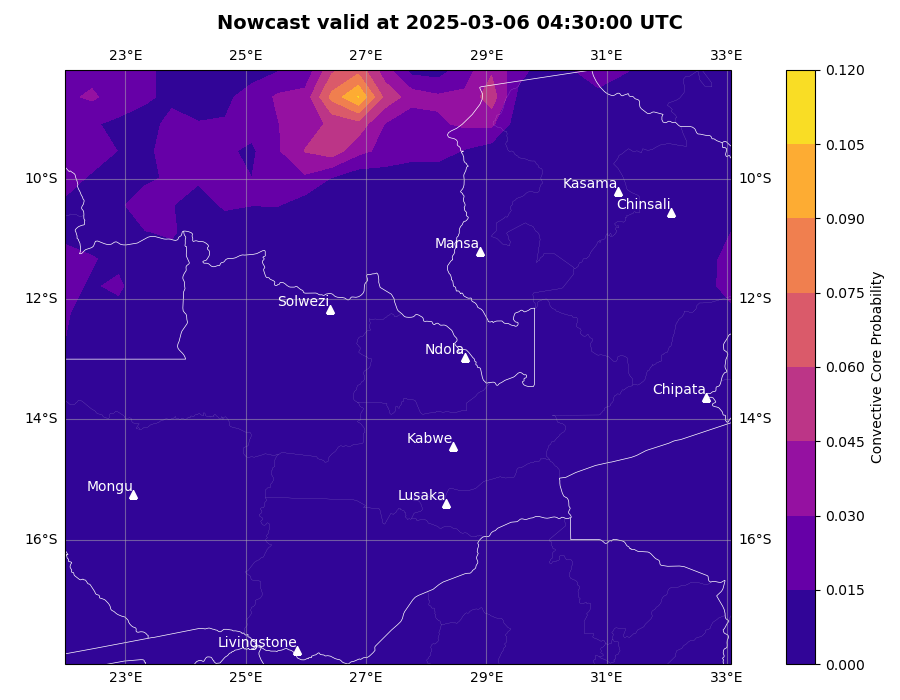 Nowcast valid at 2025-03-06 04:30:00 UTC
23°E 25°E 27°E 29°E 31°E 33°E
0.120
0.105
0.090
0.075
0.060
0.045
0.030
0.015
0.000
Convective Core Probability
10°S 10°S
12°S 12°S
14°S 14°S
16°S 16°S
Kasama
Chinsali
Mansa
Solwezi
Ndola
Chipata
Kabwe
Mongu
Lusaka
Livingstone
23°E 25°E 27°E 29°E 31°E 33°E